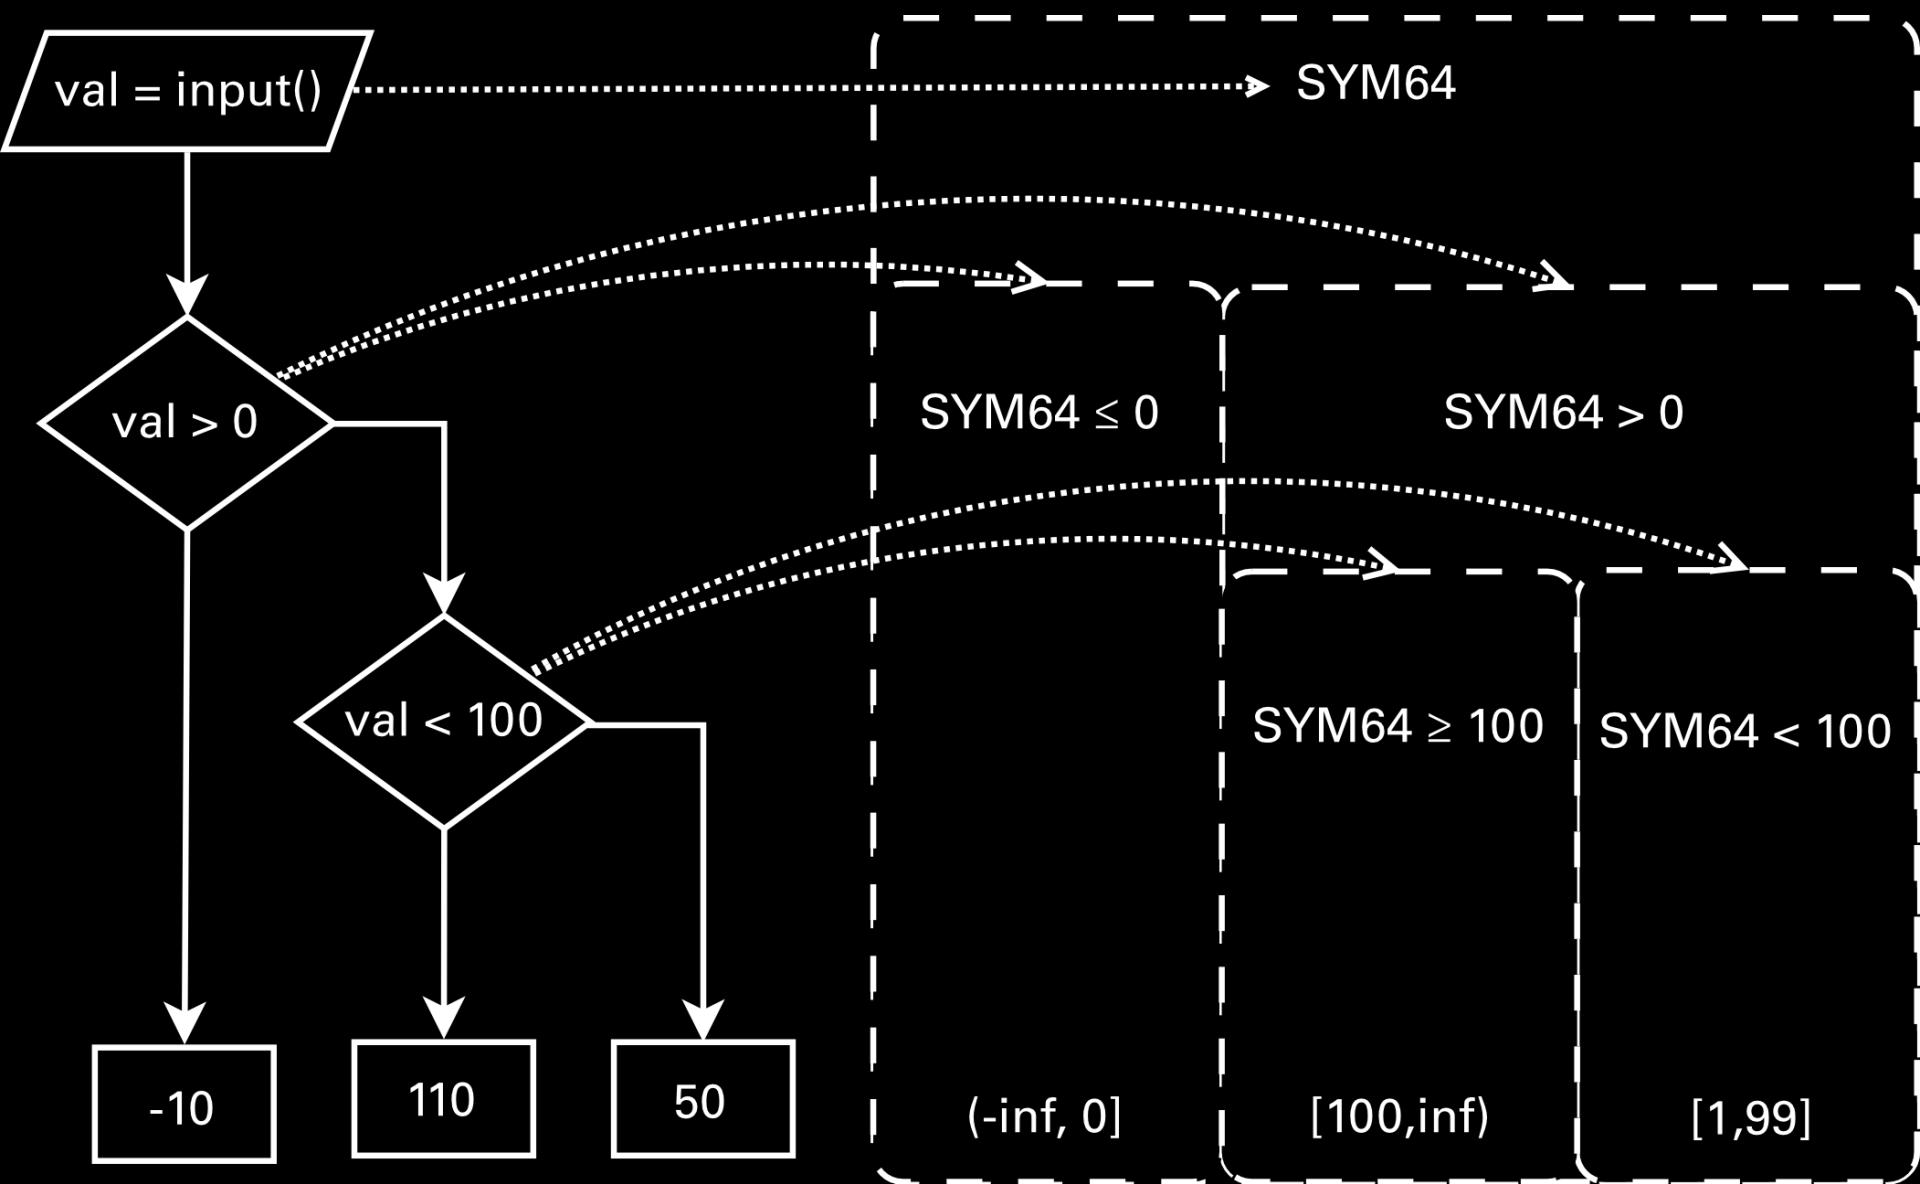 val = input()
SYM64
val > 0
SYM64 ≤ 0
SYM64 > 0
val < 100
SYM64 ≥ 100
SYM64 < 100
-10
110
50
(-inf, 0]
[100,inf)
[1,99]